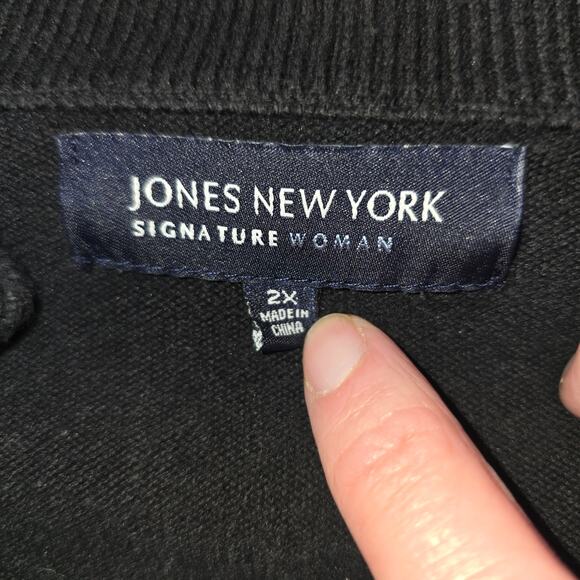 JONES NEW YORK
SIGNATURE WOMAN
2X
MADE IN
CHINA